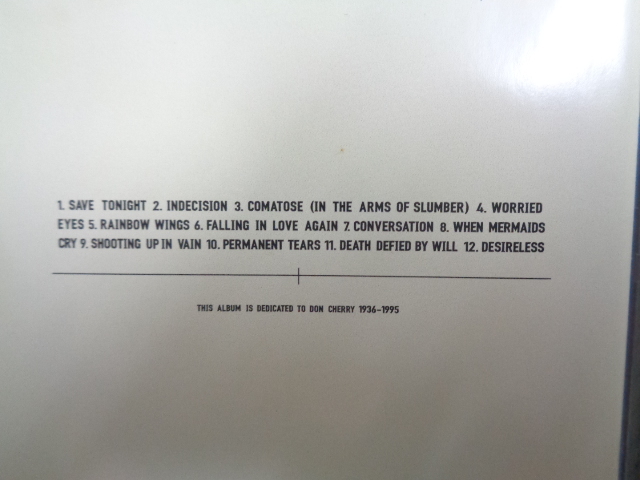 1. SAVE TONIGHT 2. INDECISION 3. COMATOSE (IN THE ARMS OF SLUMBER) 4. WORRIED
EYES 5. RAINBOW WINGS 6. FALLING IN LOVE AGAIN 7. CONVERSATION 8. WHEN MERMAIDS
CRY 9. SHOOTING UP IN VAIN 10. PERMANENT TEARS 11. DEATH DEFIED BY WILL 12. DESIRELESS
THIS ALBUM IS DEDICATED TO DON CHERRY 1936-1995